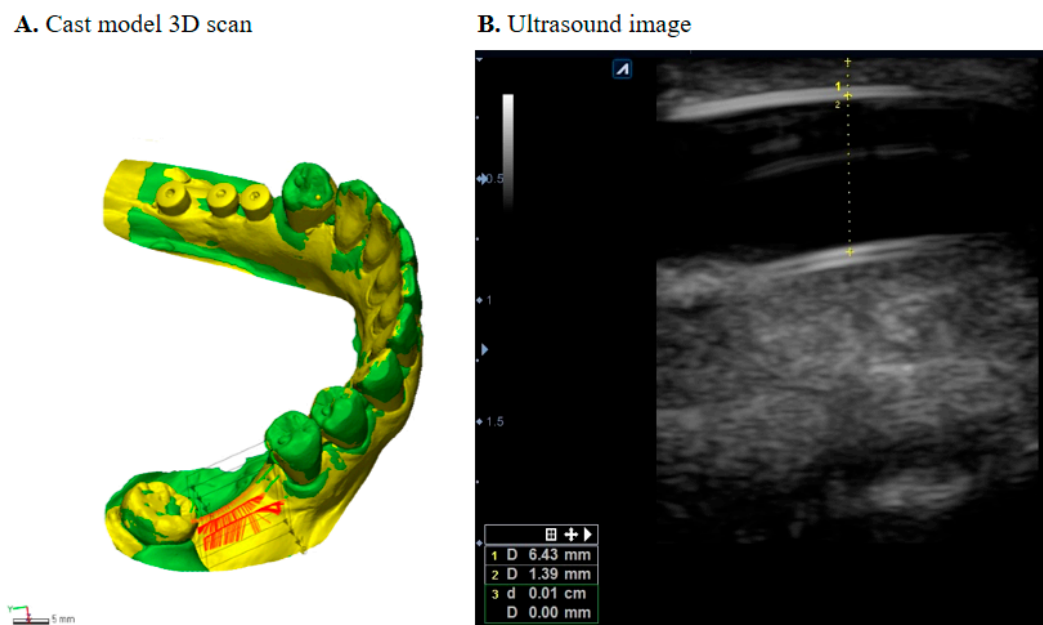 A. Cast model 3D scan
B. Ultrasound image
1
2
0.5
1
1.5
1 D 6.43 mm
2 D 1.39 mm
3 d 0.01 cm
D 0.00 mm
Y
5 mm